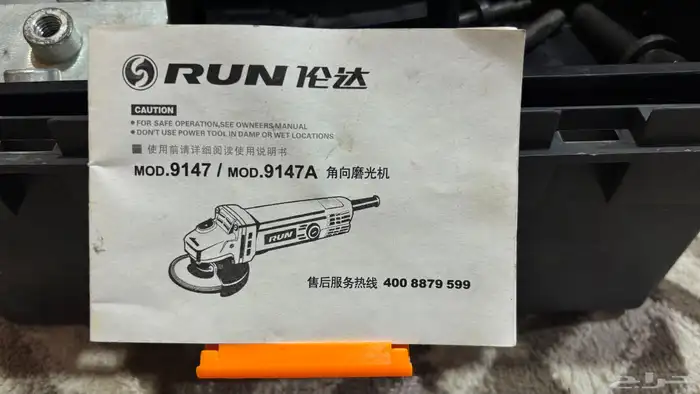 RUN 伦达
CAUTION
● FOR SAFE OPERATION,SEE OWNEERS MANUAL
● DON'T USE POWER TOOL IN DAMP OR WET LOCATIONS
■ 使用前请详细阅读使用说明书
MOD.9147 / MOD.9147A 角向磨光机
RUN
售后服务热线 400 8879 599
حراج